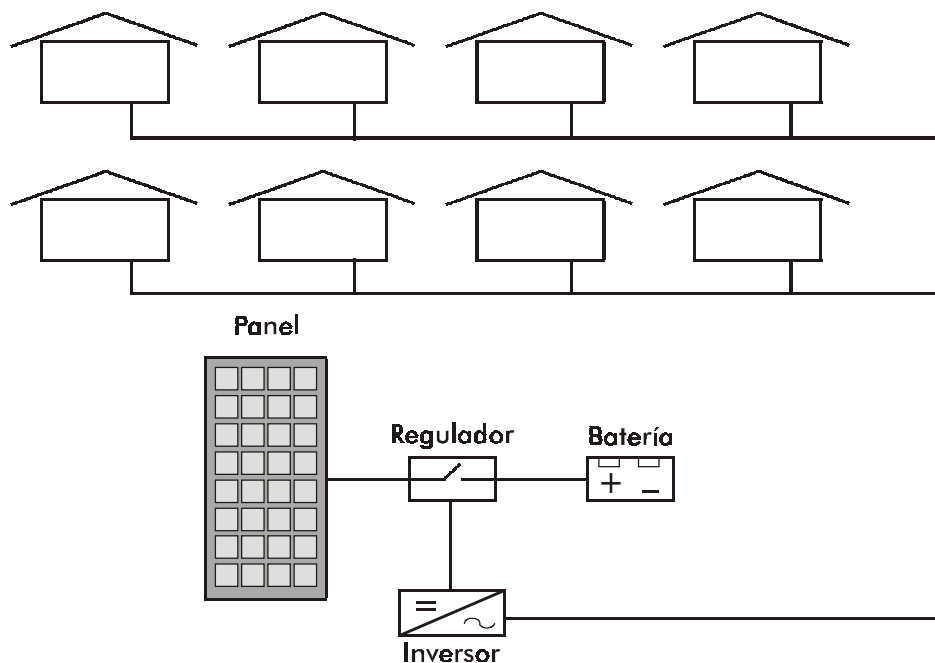 Panel
Regulador
Batería
+ –
=
~
Inversor